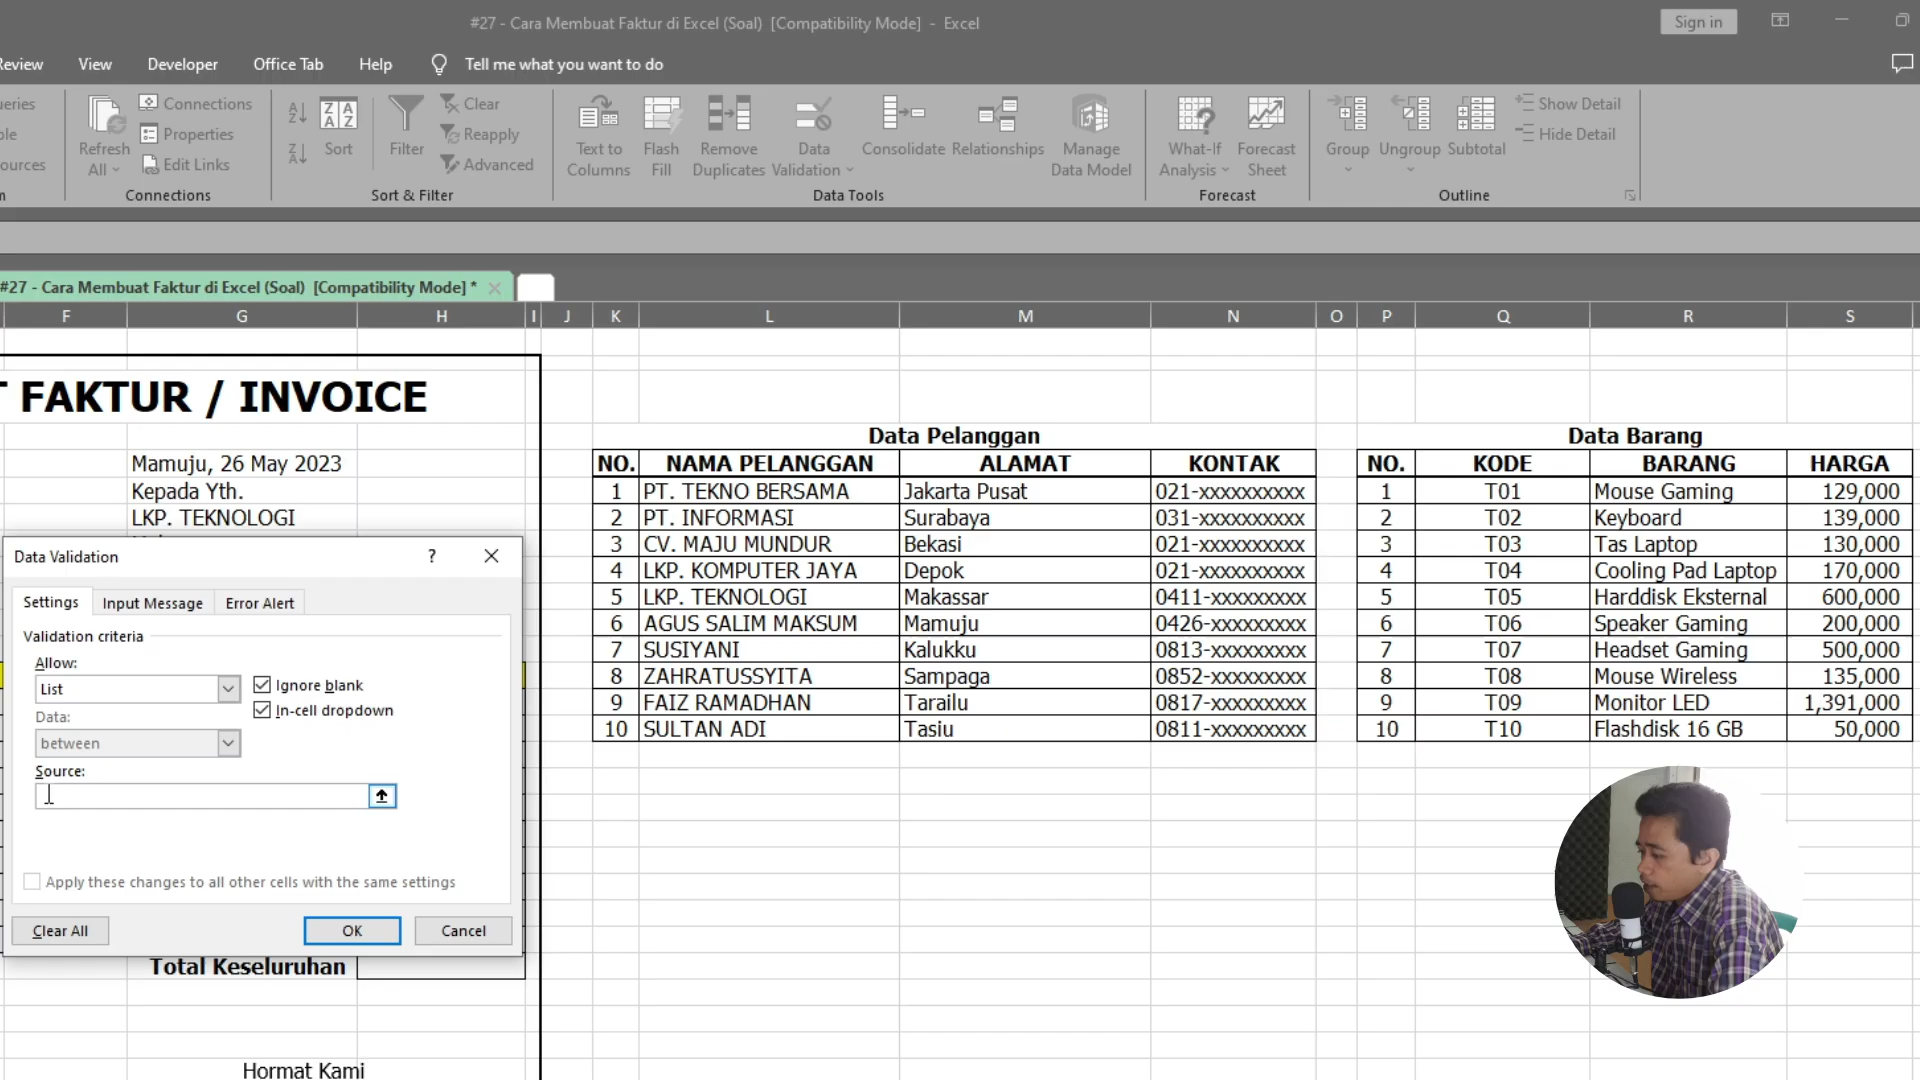 #27 - Cara Membuat Faktur di Excel (Soal) [Compatibility Mode] - Excel
Sign in
Review View Developer Office Tab Help Tell me what you want to do
Refresh All
Connections
Properties
Edit Links
Connections
Sort
Filter
Clear
Reapply
Advanced
Sort & Filter
Text to Columns
Flash Fill
Remove Duplicates
Data Validation
Consolidate
Relationships
Manage Data Model
Data Tools
What-If Analysis
Forecast Sheet
Forecast
Group
Ungroup
Subtotal
Show Detail
Hide Detail
Outline
#27 - Cara Membuat Faktur di Excel (Soal) [Compatibility Mode] *
F G H I J K L M N O P Q R S
FAKTUR / INVOICE
Mamuju, 26 May 2023
Kepada Yth.
LKP. TEKNOLOGI
Data Validation
Settings Input Message Error Alert
Validation criteria
Allow:
List
Ignore blank
In-cell dropdown
Data:
between
Source:
Apply these changes to all other cells with the same settings
Clear All OK Cancel
Total Keseluruhan
Hormat Kami
Data Pelanggan
NO. NAMA PELANGGAN ALAMAT KONTAK
1 PT. TEKNO BERSAMA Jakarta Pusat 021-xxxxxxxxxx
2 PT. INFORMASI Surabaya 031-xxxxxxxxxx
3 CV. MAJU MUNDUR Bekasi 021-xxxxxxxxxx
4 LKP. KOMPUTER JAYA Depok 021-xxxxxxxxxx
5 LKP. TEKNOLOGI Makassar 0411-xxxxxxxxx
6 AGUS SALIM MAKSUM Mamuju 0426-xxxxxxxxx
7 SUSIYANI Kalukku 0813-xxxxxxxxx
8 ZAHRATUSSYITA Sampaga 0852-xxxxxxxxx
9 FAIZ RAMADHAN Tarailu 0817-xxxxxxxxx
10 SULTAN ADI Tasiu 0811-xxxxxxxxx
Data Barang
NO. KODE BARANG HARGA
1 T01 Mouse Gaming 129,000
2 T02 Keyboard 139,000
3 T03 Tas Laptop 130,000
4 T04 Cooling Pad Laptop 170,000
5 T05 Harddisk Eksternal 600,000
6 T06 Speaker Gaming 200,000
7 T07 Headset Gaming 500,000
8 T08 Mouse Wireless 135,000
9 T09 Monitor LED 1,391,000
10 T10 Flashdisk 16 GB 50,000